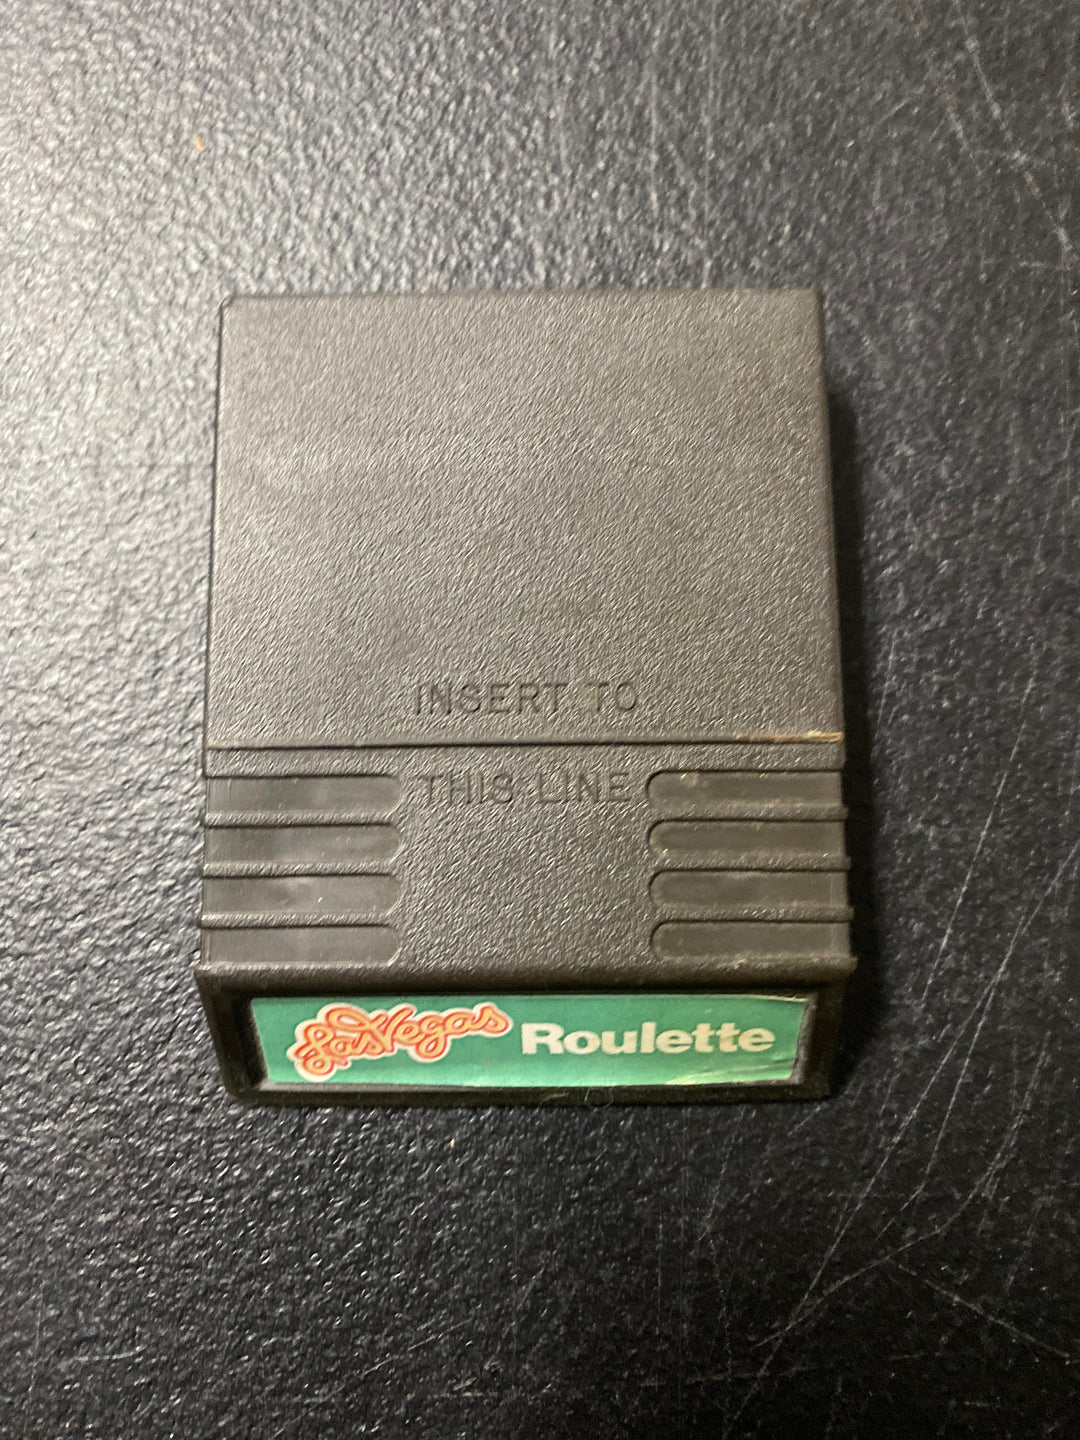 INSERT TO
THIS LINE
Las Vegas Roulette